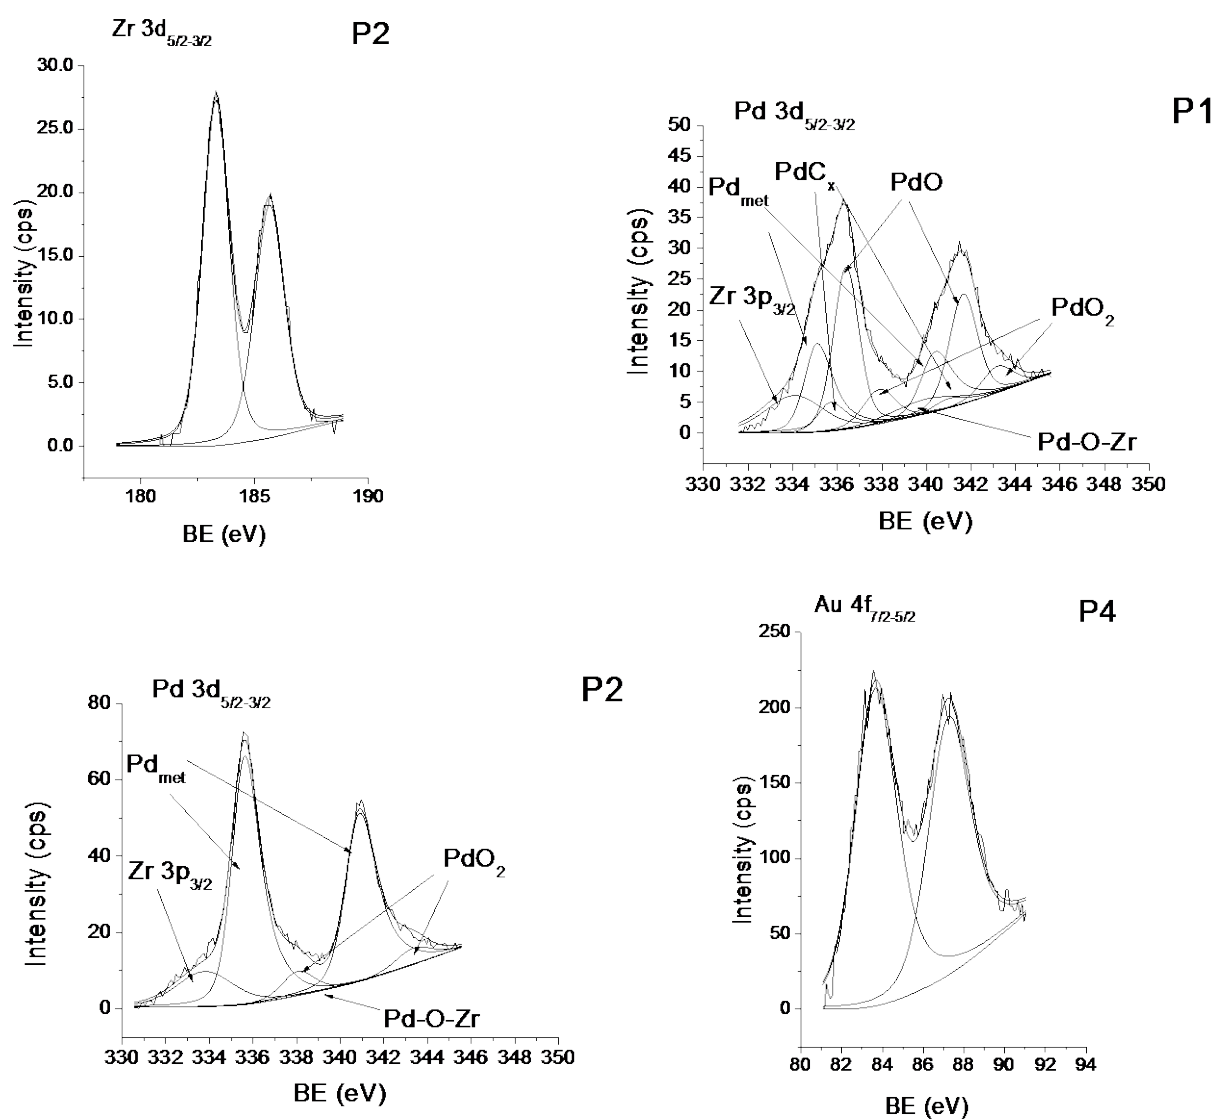 Zr 3d5/2-3/2
P2
30.0
25.0
20.0
15.0
10.0
5.0
0.0
Intensity (cps)
180 185 190
BE (eV)
P1
Pd 3d5/2-3/2
50
45
40
35
30
25
20
15
10
5
0
Intensity (cps)
PdCx
PdO
Pdmet
Zr 3p3/2
PdO2
Pd-O-Zr
330 332 334 336 338 340 342 344 346 348 350
BE (eV)
Pd 3d5/2-3/2
P2
80
60
40
20
0
Intensity (cps)
Pdmet
Zr 3p3/2
PdO2
Pd-O-Zr
330 332 334 336 338 340 342 344 346 348 350
BE (eV)
Au 4f7/2-5/2
P4
250
200
150
100
50
0
Intensity (cps)
80 82 84 86 88 90 92 94
BE (eV)